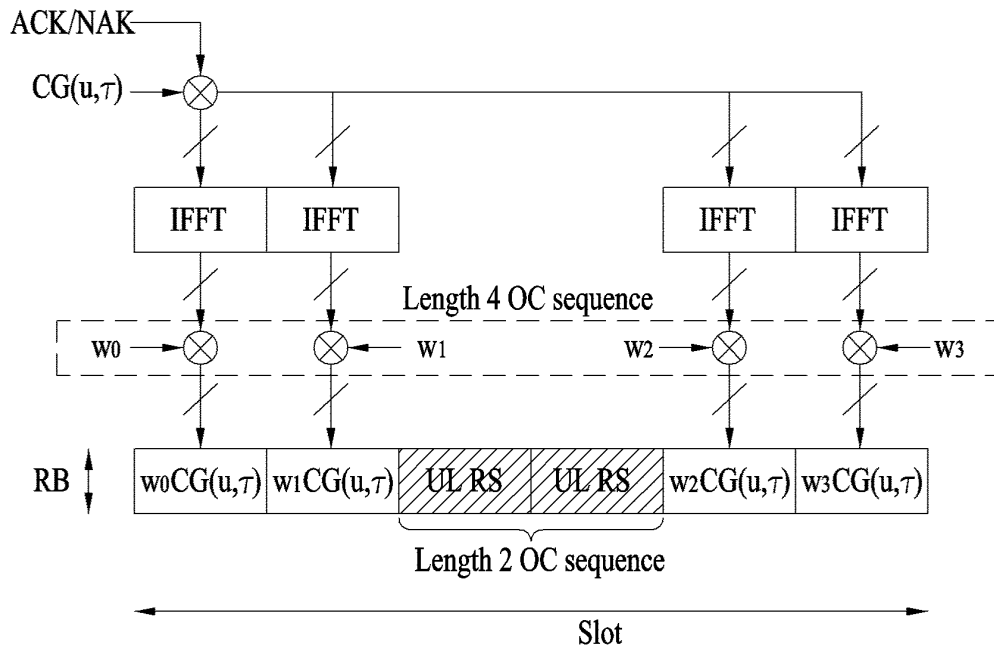 ACK/NAK
CG(u,τ)
IFFT IFFT IFFT IFFT
Length 4 OC sequence
w0 w1 w2 w3
RB w0CG(u,τ) w1CG(u,τ) UL RS UL RS w2CG(u,τ) w3CG(u,τ)
Length 2 OC sequence
Slot